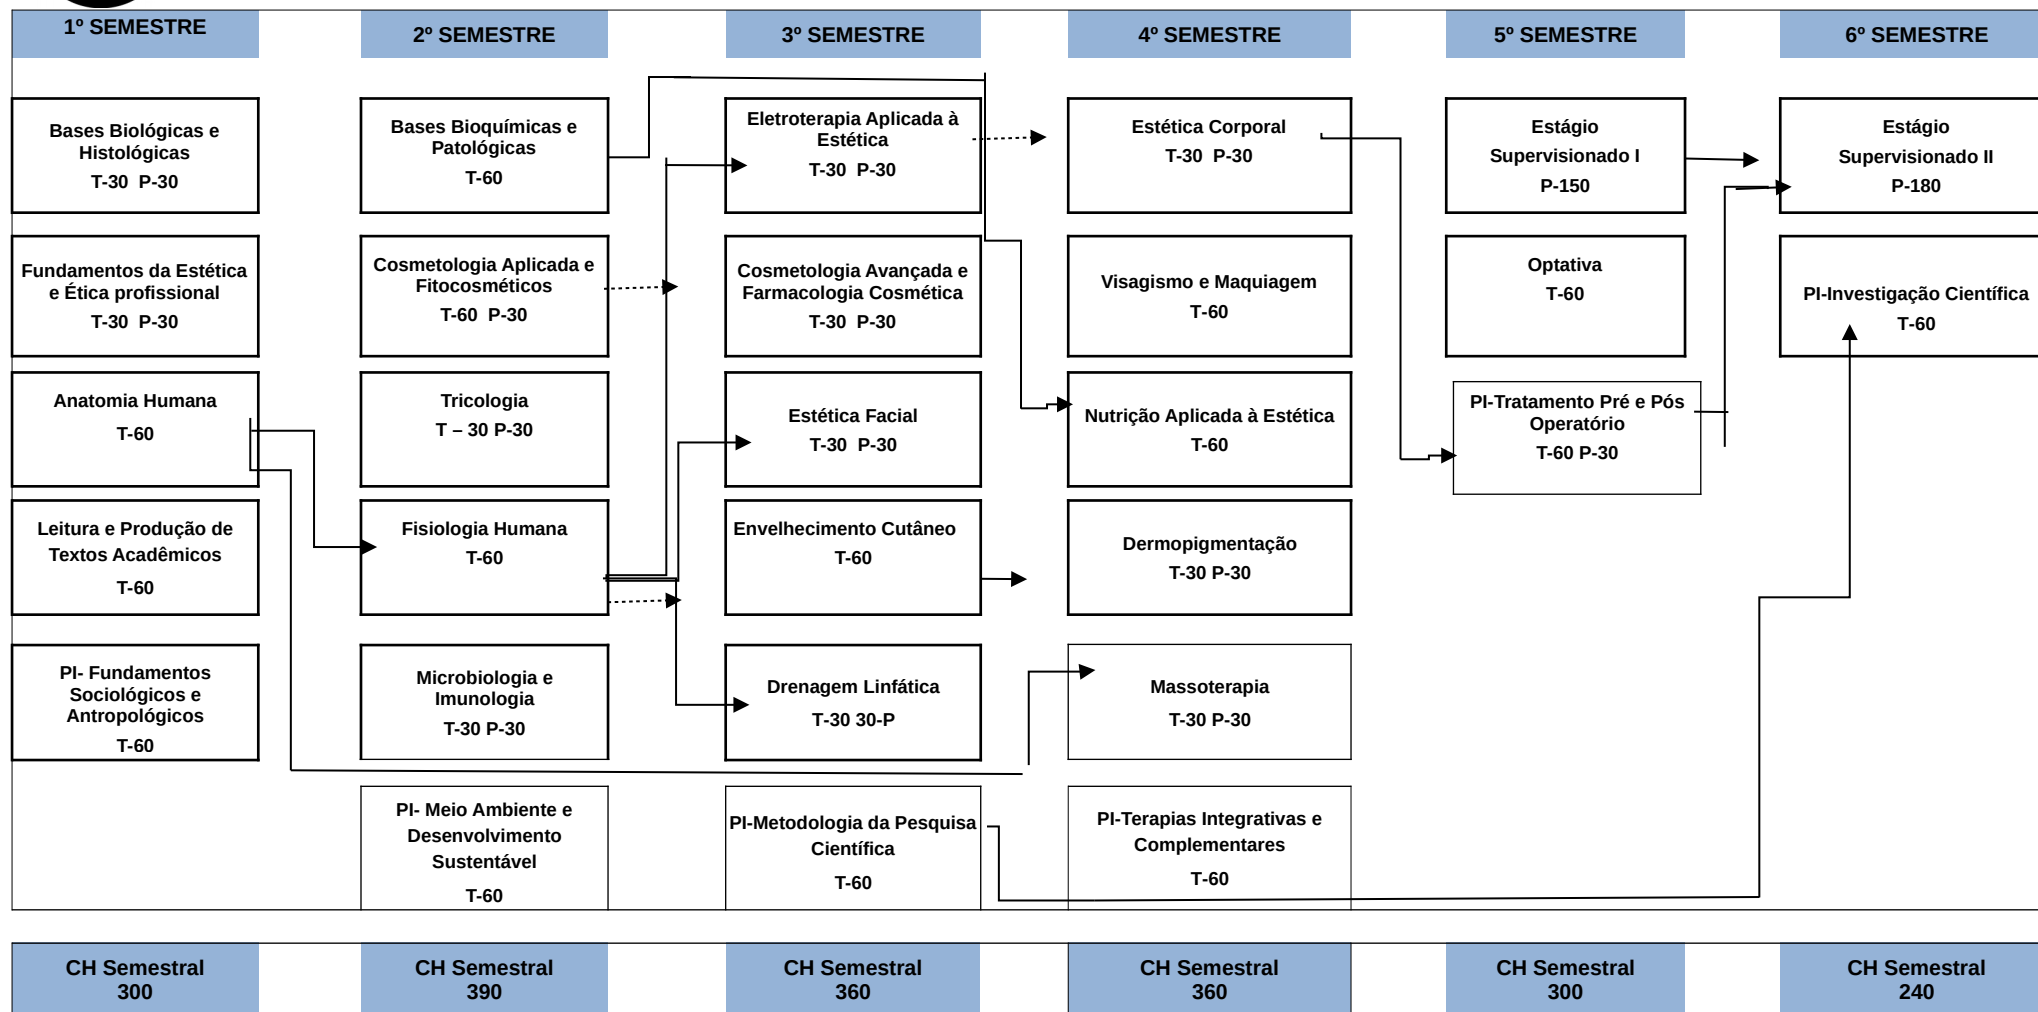 1º SEMESTRE
2º SEMESTRE
3º SEMESTRE
4º SEMESTRE
5º SEMESTRE
6º SEMESTRE
Bases Biológicas e
Histológicas
T-30 P-30
Bases Bioquímicas e
Patológicas
T-60
Eletroterapia Aplicada à
Estética
T-30 P-30
Estética Corporal
T-30 P-30
Estágio
Supervisionado I
P-150
Estágio
Supervisionado II
P-180
Fundamentos da Estética
e Ética profissional
T-30 P-30
Cosmetologia Aplicada e
Fitocosméticos
T-60 P-30
Cosmetologia Avançada e
Farmacologia Cosmética
T-30 P-30
Visagismo e Maquiagem
T-60
Optativa
T-60
PI-Investigação Científica
T-60
Anatomia Humana
T-60
Tricologia
T – 30 P-30
Estética Facial
T-30 P-30
Nutrição Aplicada à Estética
T-60
PI-Tratamento Pré e Pós
Operatório
T-60 P-30
Leitura e Produção de
Textos Acadêmicos
T-60
Fisiologia Humana
T-60
Envelhecimento Cutâneo
T-60
Dermopigmentação
T-30 P-30
PI- Fundamentos
Sociológicos e
Antropológicos
T-60
Microbiologia e
Imunologia
T-30 P-30
Drenagem Linfática
T-30 30-P
Massoterapia
T-30 P-30
PI- Meio Ambiente e
Desenvolvimento
Sustentável
T-60
PI-Metodologia da Pesquisa
Científica
T-60
PI-Terapias Integrativas e
Complementares
T-60
CH Semestral
300
CH Semestral
390
CH Semestral
360
CH Semestral
360
CH Semestral
300
CH Semestral
240